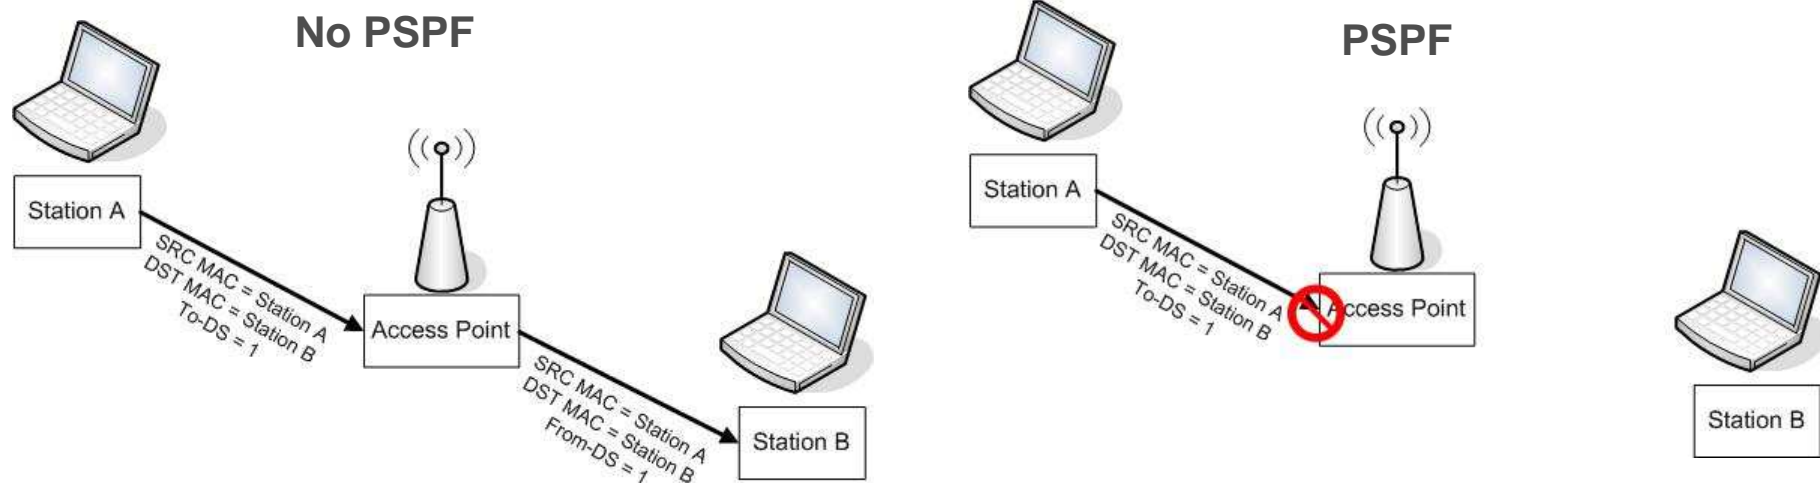 No PSPF
Station A
SRC MAC = Station A
DST MAC = Station B
To-DS = 1
Access Point
SRC MAC = Station A
DST MAC = Station B
From-DS = 1
Station B
PSPF
Station A
SRC MAC = Station A
DST MAC = Station B
To-DS = 1
Access Point
Station B